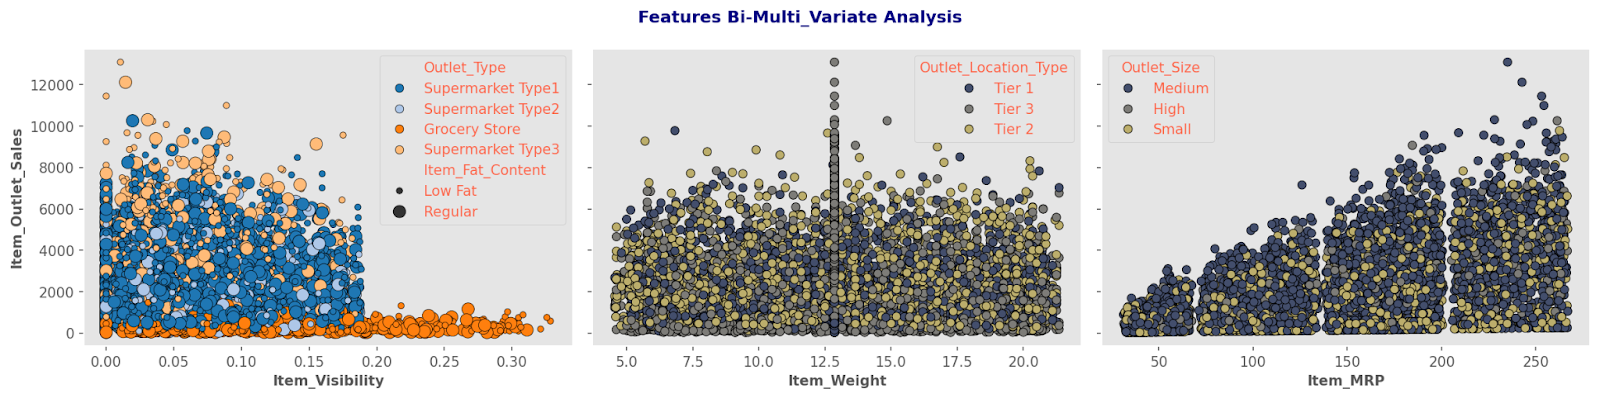 Features Bi-Multi_Variate Analysis
Item_Outlet_Sales
12000
10000
8000
6000
4000
2000
0
Outlet_Type
Supermarket Type1
Supermarket Type2
Grocery Store
Supermarket Type3
Item_Fat_Content
Low Fat
Regular
0.00 0.05 0.10 0.15 0.20 0.25 0.30
Item_Visibility
Outlet_Location_Type
Tier 1
Tier 3
Tier 2
5.0 7.5 10.0 12.5 15.0 17.5 20.0
Item_Weight
Outlet_Size
Medium
High
Small
50 100 150 200 250
Item_MRP